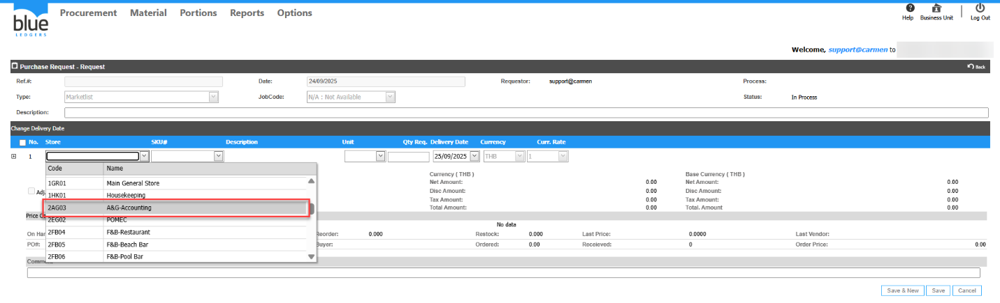 Procurement Material Portions Reports Options
blue
LEDGERS
Help Business Unit Log Out
Welcome, support@carmen to
Purchase Request - Request Back
Ref.#: Date: 24/09/2025 Requestor: support@carmen Process:
Type: Marketlist JobCode: N/A : Not Available Status: In Process
Description:
Change Delivery Date
No. Store SKU# Description Unit Qty Req. Delivery Date Currency Curr. Rate
1 25/09/2025 THB 1
Code Name
Currency ( THB ) Base Currency ( THB )
1GR01 Main General Store
Net Amount: 0.00 Net Amount: 0.00
Adj
1HK01 Housekeeping
Disc Amount: 0.00 Disc Amount: 0.00
Tax Amount: 0.00 Tax Amount: 0.00
2AG03 A&G-Accounting
Total Amount: 0.00 Total. Amount 0.00
Price
2EG02 POMEC
No data
On Har
2FB04 F&B-Restaurant
Reorder: 0.000 Restock: 0.000 Last Price: 0.0000 Last Vendor:
PO#:
2FB05 F&B-Beach Bar
Buyer: Ordered: 0.00 Receieved: 0 Order Price: 0.00
2FB06 F&B-Pool Bar
Comm
Save & New Save Cancel